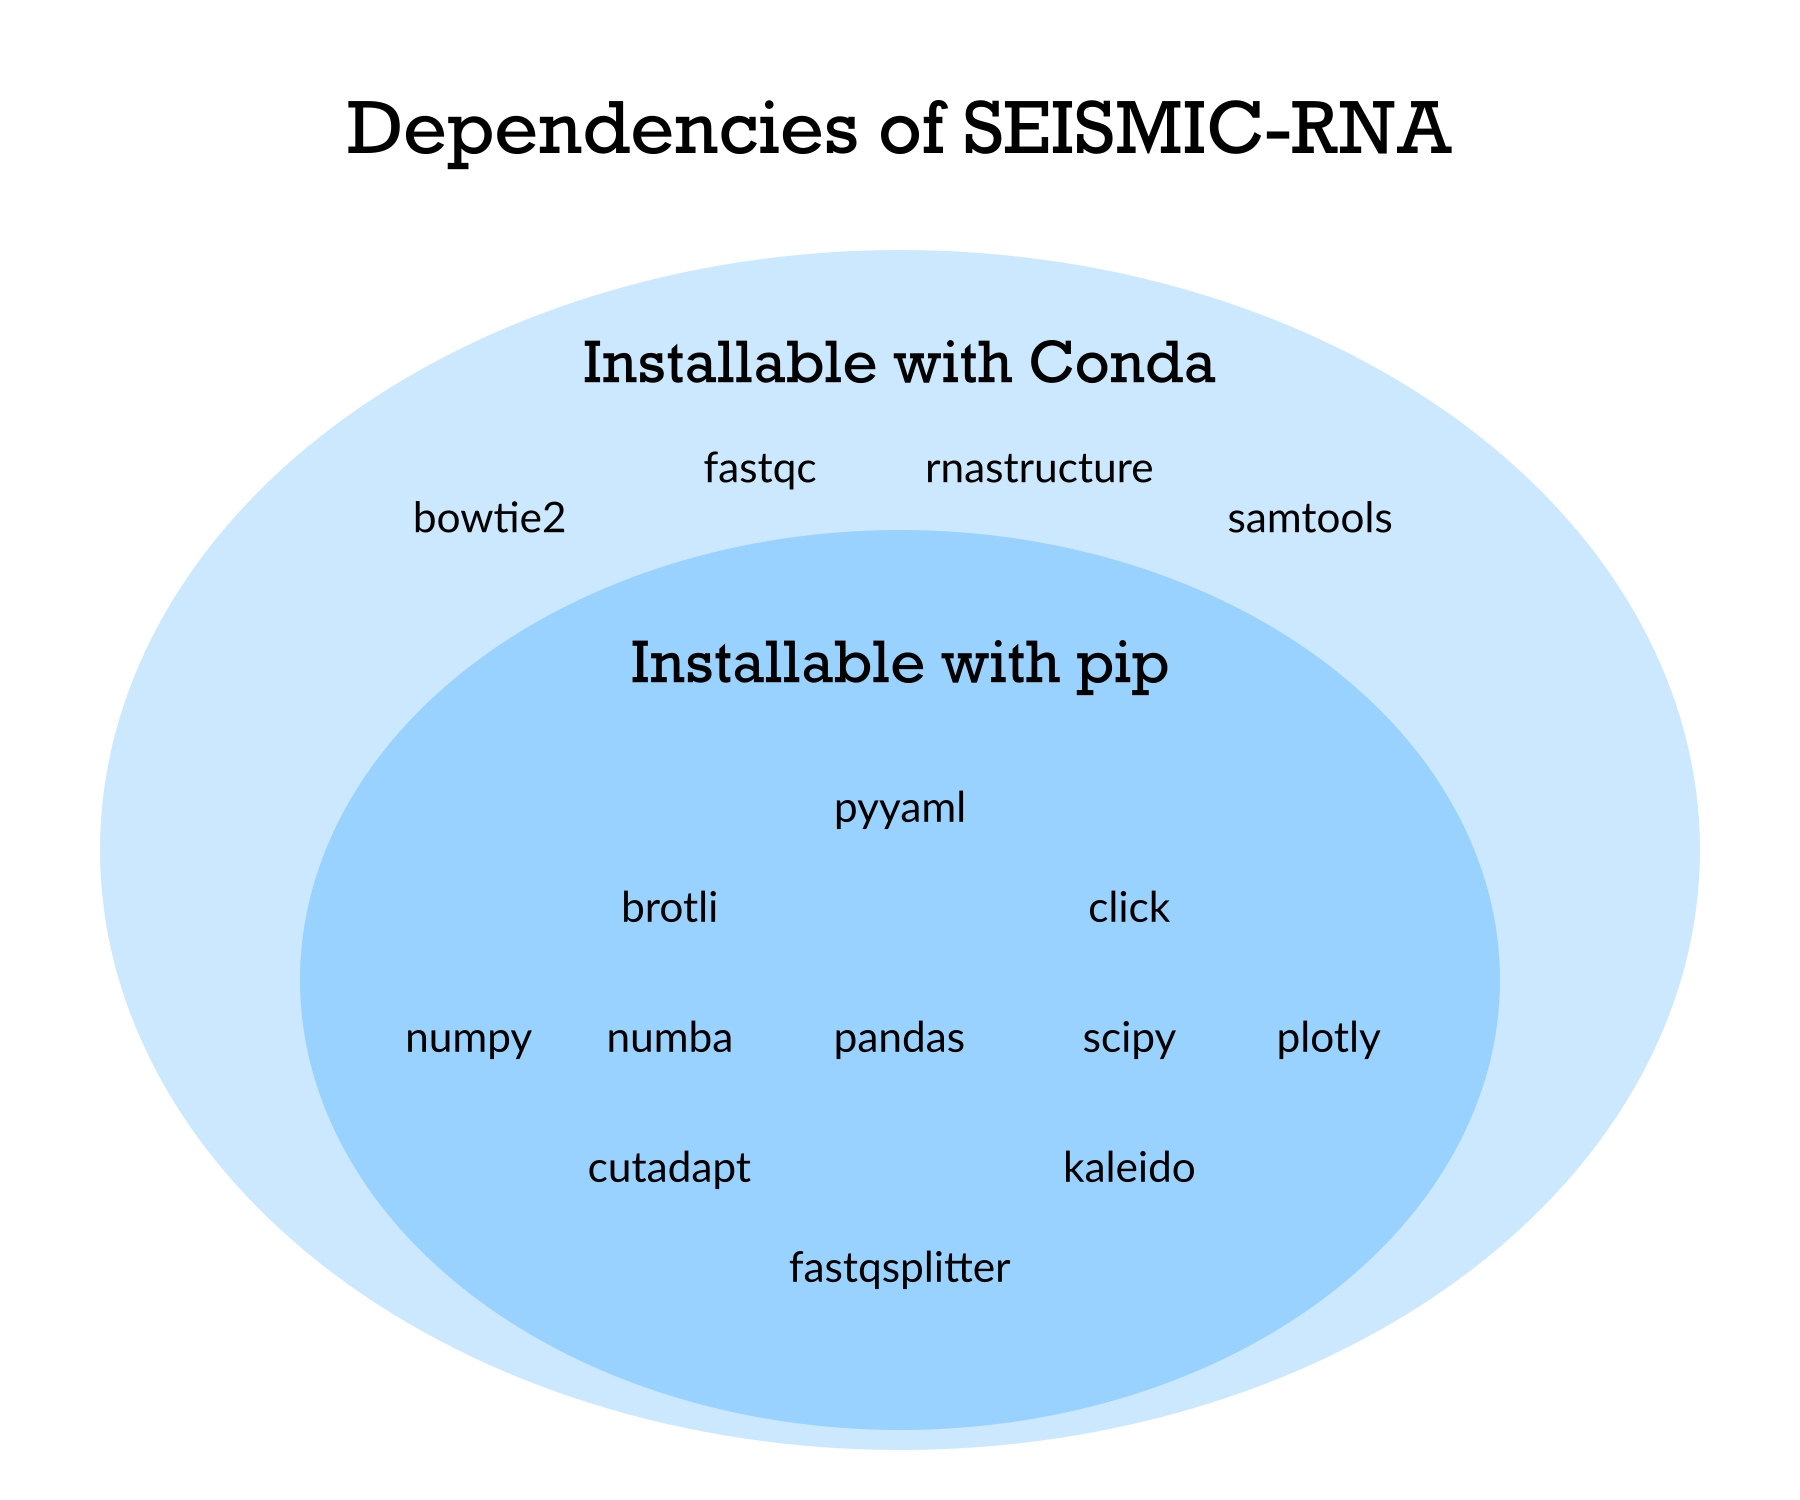 Dependencies of SEISMIC-RNA
Installable with Conda
fastqc rnastructure
bowtie2 samtools
Installable with pip
pyyaml
brotli click
numpy numba pandas scipy plotly
cutadapt kaleido
fastqsplitter